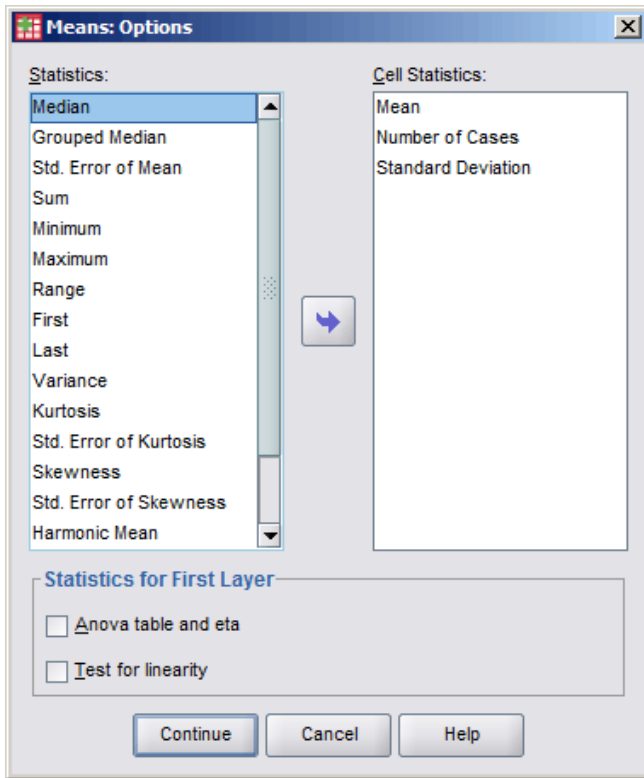 Means: Options
Statistics:
Median
Grouped Median
Std. Error of Mean
Sum
Minimum
Maximum
Range
First
Last
Variance
Kurtosis
Std. Error of Kurtosis
Skewness
Std. Error of Skewness
Harmonic Mean
Cell Statistics:
Mean
Number of Cases
Standard Deviation
Statistics for First Layer
Anova table and eta
Test for linearity
Continue
Cancel
Help